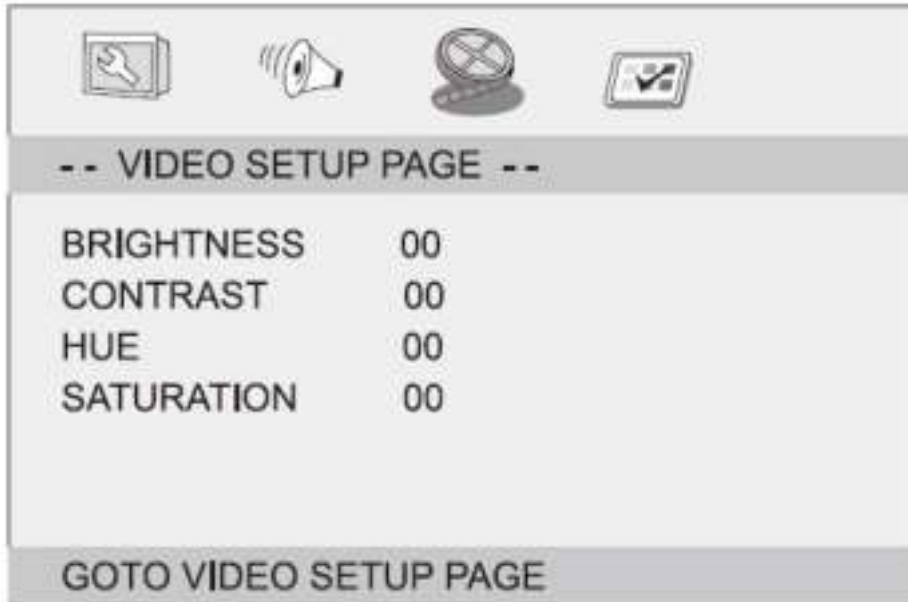 -- VIDEO SETUP PAGE --
BRIGHTNESS 00
CONTRAST 00
HUE 00
SATURATION 00
GOTO VIDEO SETUP PAGE